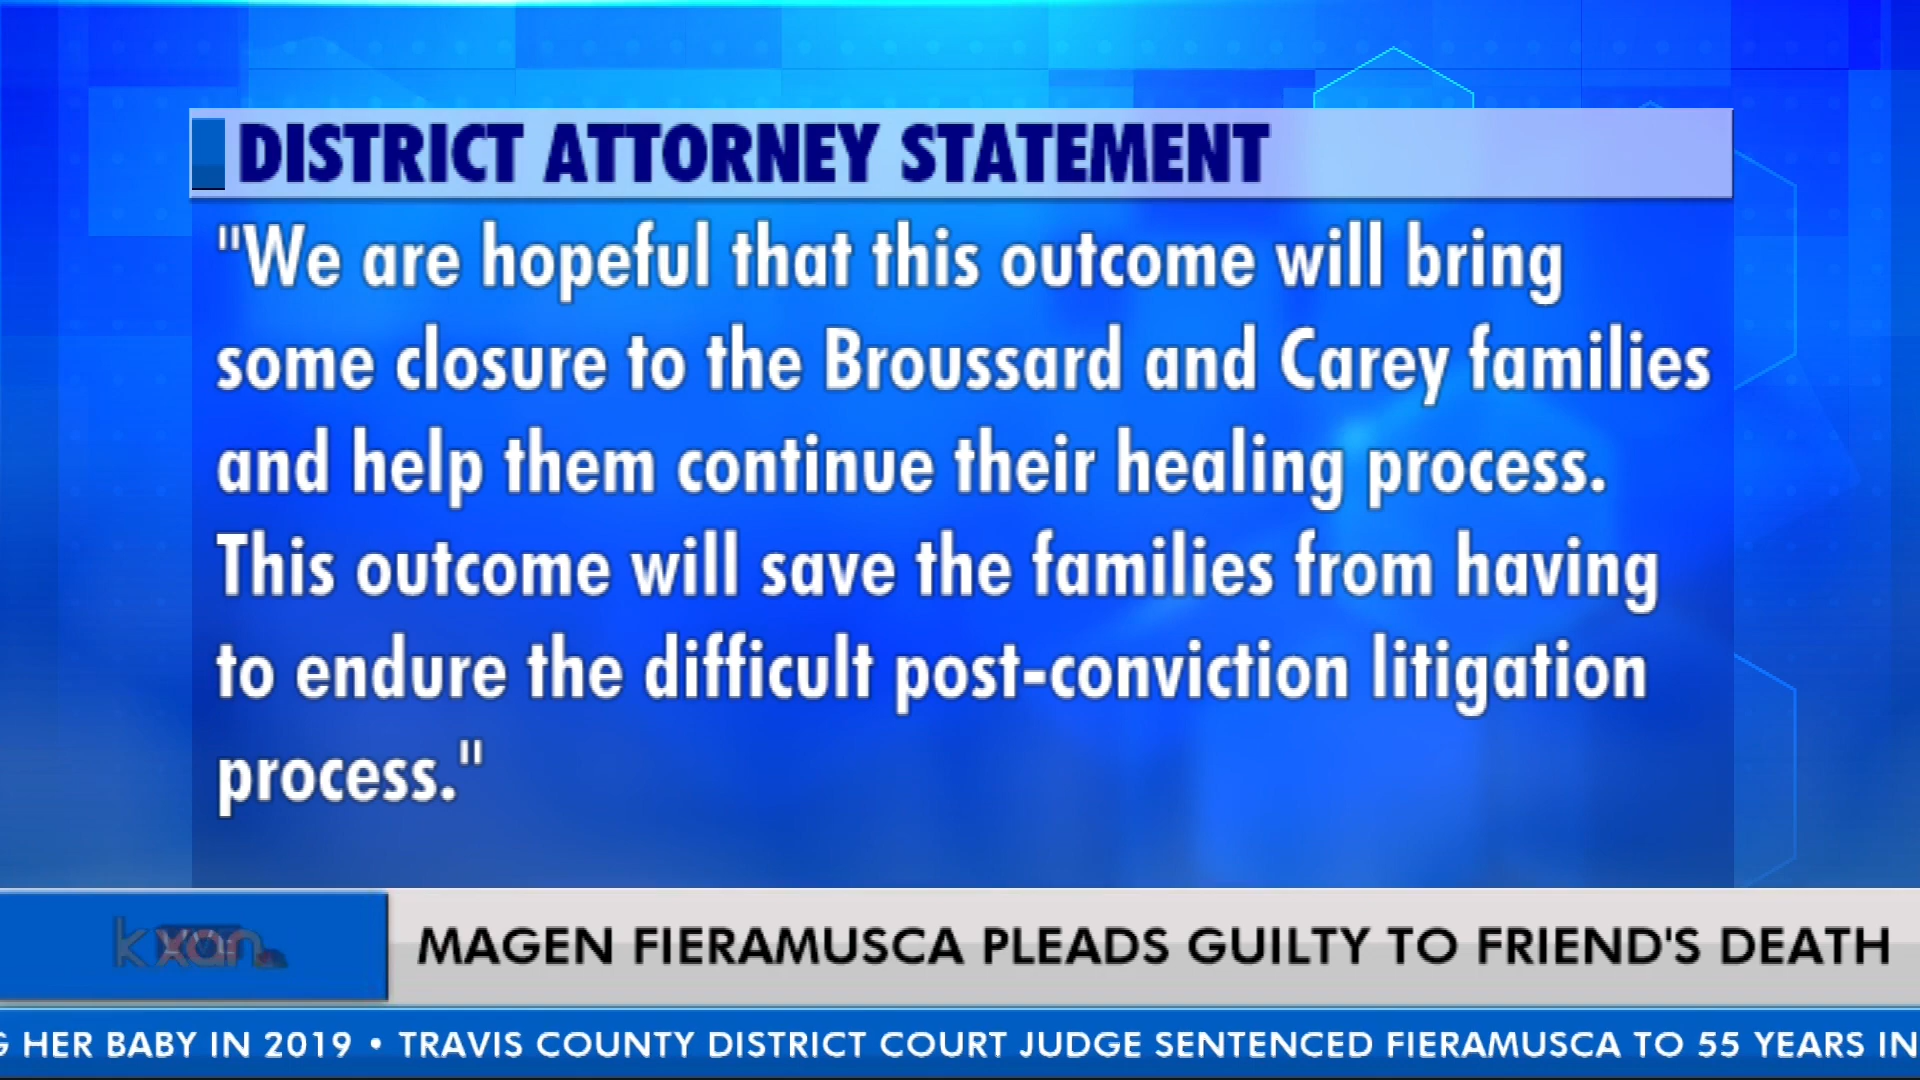 DISTRICT ATTORNEY STATEMENT
"We are hopeful that this outcome will bring
some closure to the Broussard and Carey families
and help them continue their healing process.
This outcome will save the families from having
to endure the difficult post-conviction litigation
process."
kxan
MAGEN FIERAMUSCA PLEADS GUILTY TO FRIEND'S DEATH
HER BABY IN 2019 • TRAVIS COUNTY DISTRICT COURT JUDGE SENTENCED FIERAMUSCA TO 55 YEARS IN